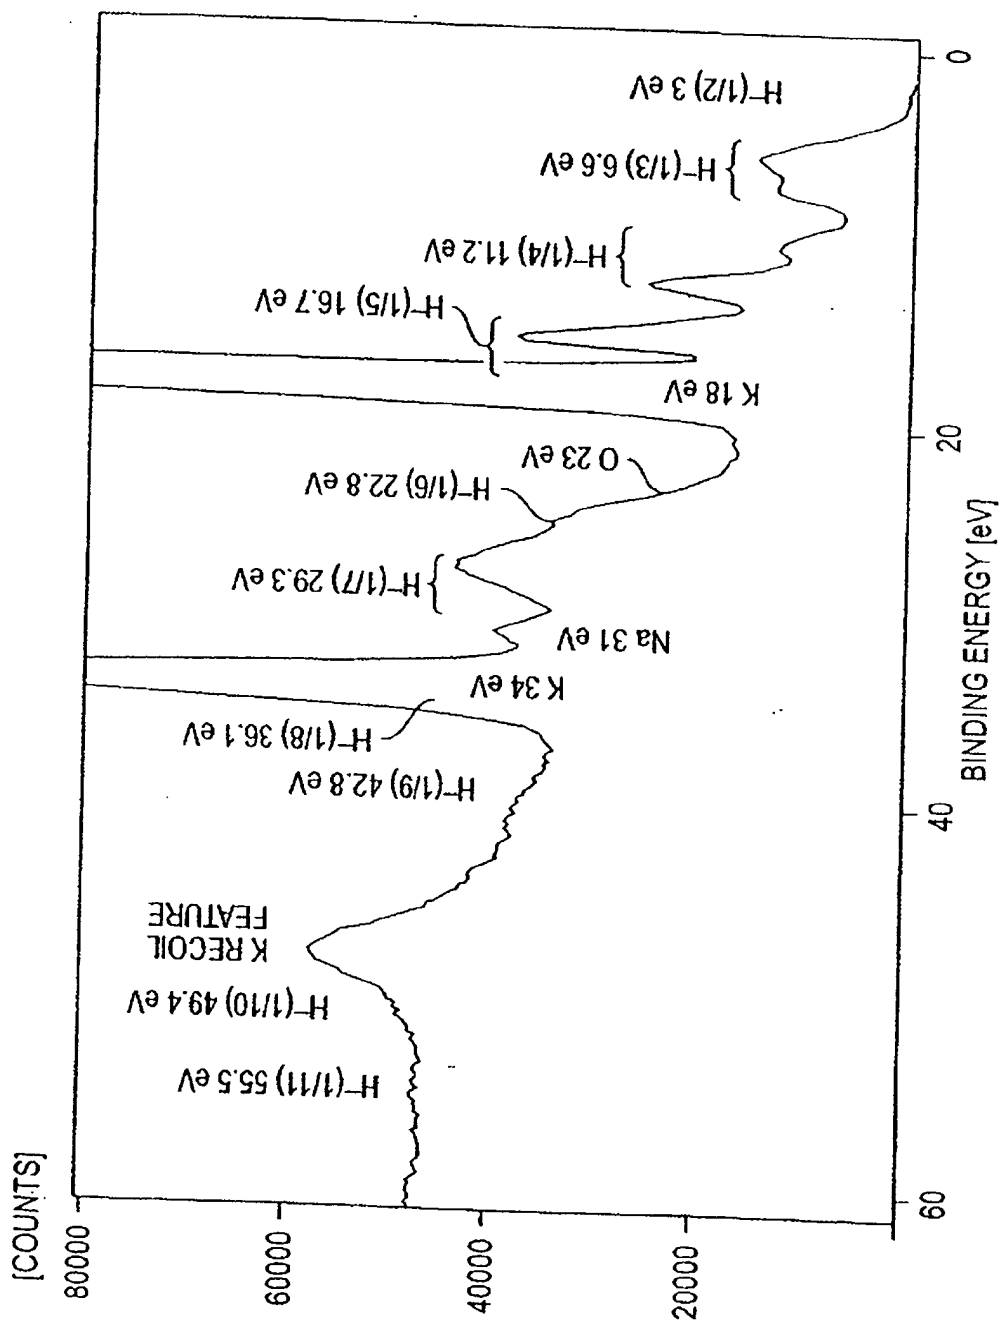 [COUNTS]
80000
60000
40000
20000
H⁻(1/11) 55.5 eV
H⁻(1/10) 49.4 eV
K RECOIL
FEATURE
H⁻(1/9) 42.8 eV
H⁻(1/8) 36.1 eV
K 34 eV
Na 31 eV
H⁻(1/7) 29.3 eV
H⁻(1/6) 22.8 eV
O 23 eV
K 18 eV
H⁻(1/5) 16.7 eV
H⁻(1/4) 11.2 eV
H⁻(1/3) 6.6 eV
H⁻(1/2) 3 eV
60
40
20
0
BINDING ENERGY [eV]